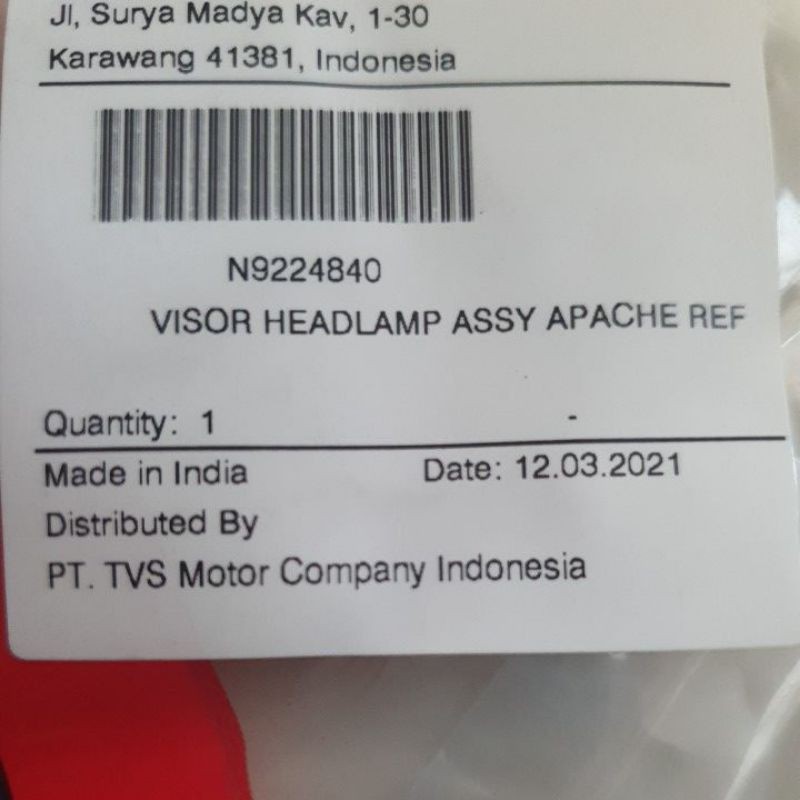 Jl, Surya Madya Kav, 1-30
Karawang 41381, Indonesia
N9224840
VISOR HEADLAMP ASSY APACHE REF
Quantity: 1 -
Made in India Date: 12.03.2021
Distributed By
PT. TVS Motor Company Indonesia